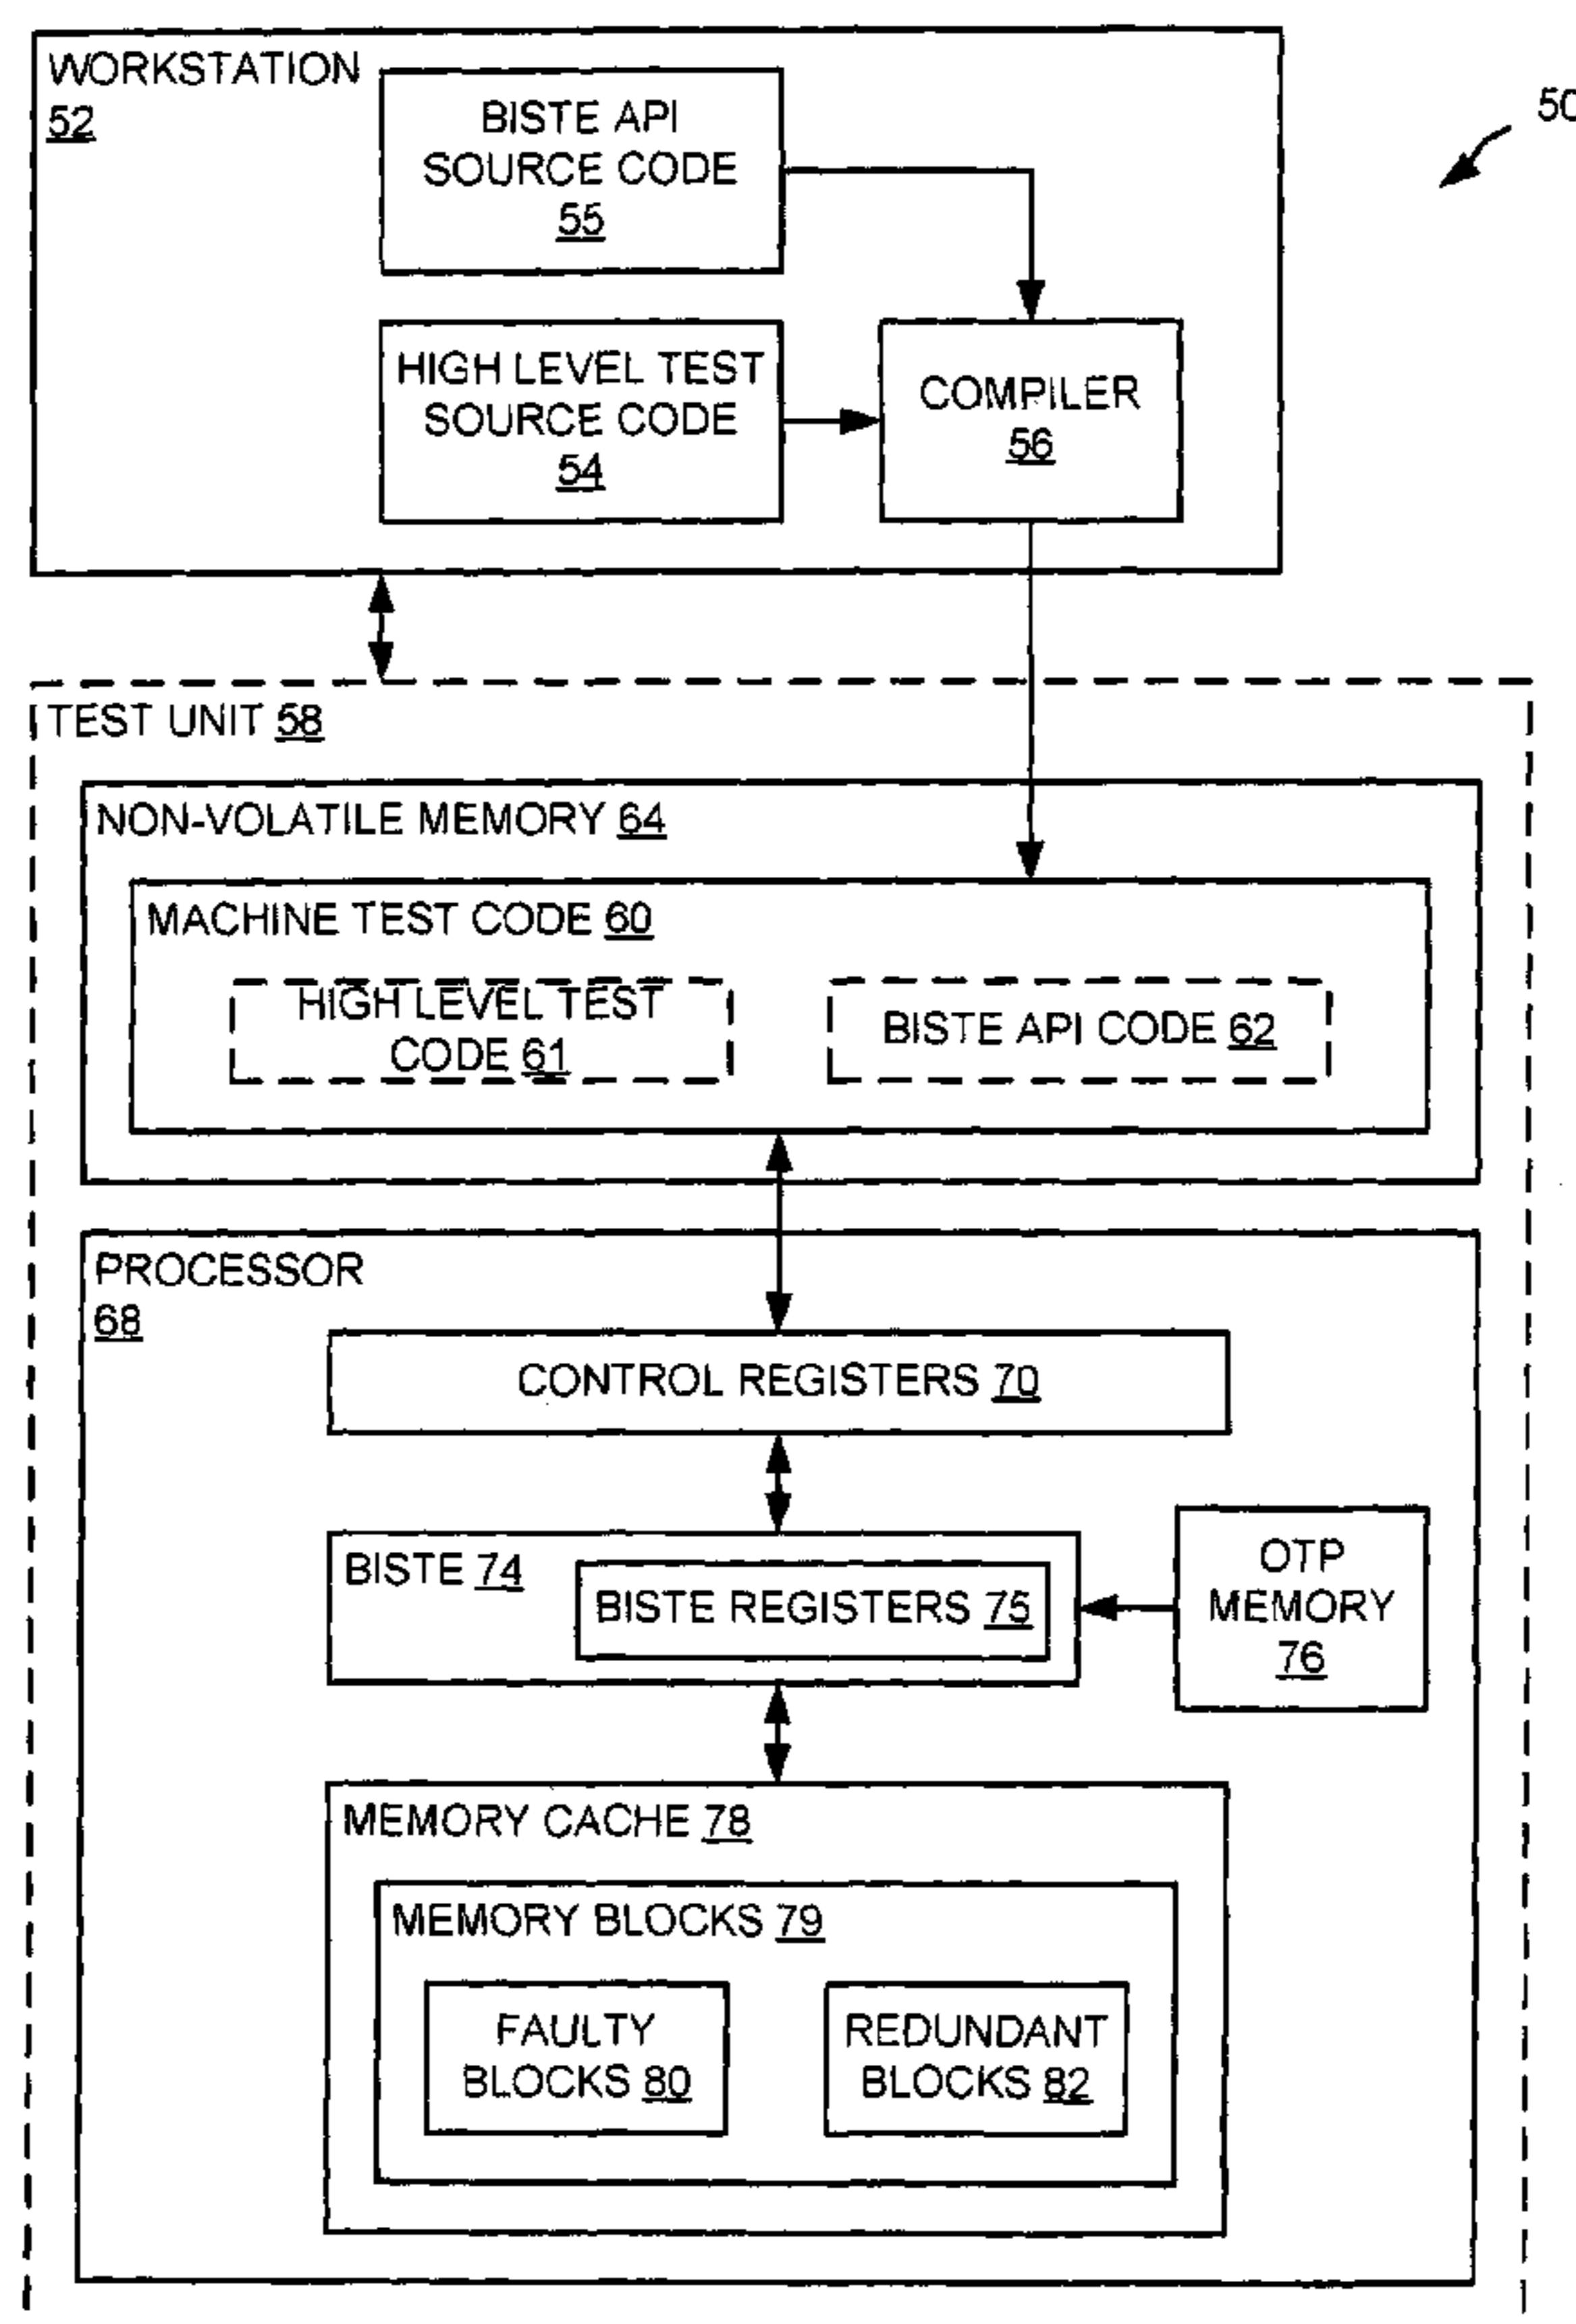 WORKSTATION
52
50
BISTE API
SOURCE CODE
55
HIGH LEVEL TEST
SOURCE CODE
54
COMPILER
56
TEST UNIT 58
NON-VOLATILE MEMORY 64
MACHINE TEST CODE 60
HIGH LEVEL TEST
CODE 61
BISTE API CODE 62
PROCESSOR
68
CONTROL REGISTERS 70
BISTE 74
BISTE REGISTERS 75
OTP
MEMORY
76
MEMORY CACHE 78
MEMORY BLOCKS 79
FAULTY
BLOCKS 80
REDUNDANT
BLOCKS 82